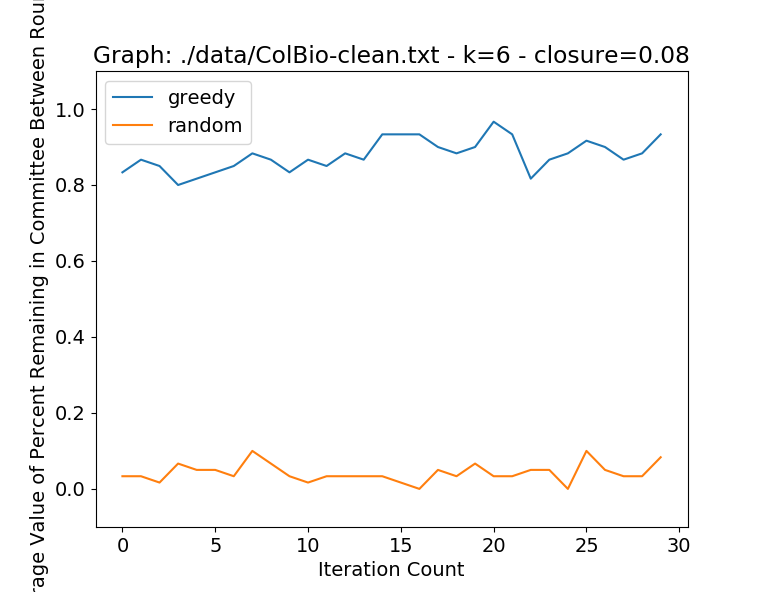 Graph: ./data/ColBio-clean.txt - k=6 - closure=0.08
greedy
random
1.0
0.8
0.6
0.4
0.2
0.0
Value of Percent Remaining in Committee Between
0 5 10 15 20 25 30
Iteration Count